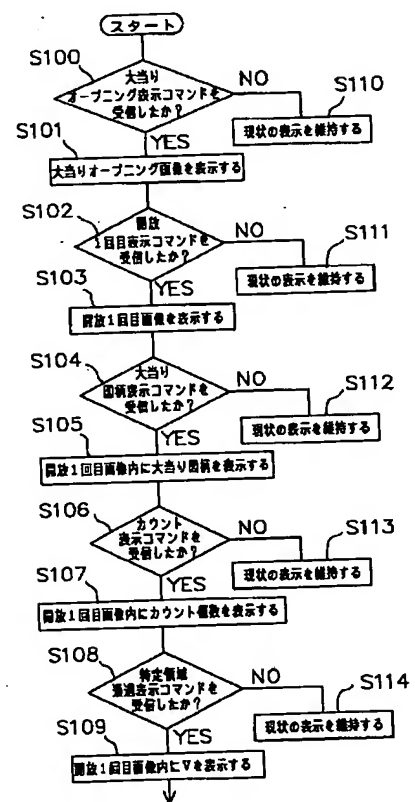 スタート
S100
大当り
オープニング表示コマンドを
受信したか?
NO
S110
現状の表示を維持する
S101
YES
大当りオープニング画像を表示する
S102
開放
1回目表示コマンドを
受信したか?
NO
S111
現状の表示を維持する
S103
YES
開放1回目画像を表示する
S104
大当り
図柄表示コマンドを
受信したか?
NO
S112
現状の表示を維持する
S105
YES
開放1回目画像内に大当り図柄を表示する
S106
カウント
表示コマンドを
受信したか?
NO
S113
現状の表示を維持する
S107
YES
開放1回目画像内にカウント個数を表示する
S108
特定領域
通過表示コマンドを
受信したか?
NO
S114
現状の表示を維持する
S109
YES
開放1回目画像内にVを表示する